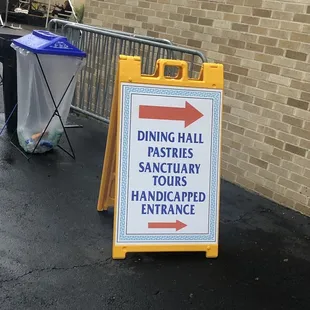 DINING HALL
PASTRIES
SANCTUARY
TOURS
HANDICAPPED
ENTRANCE